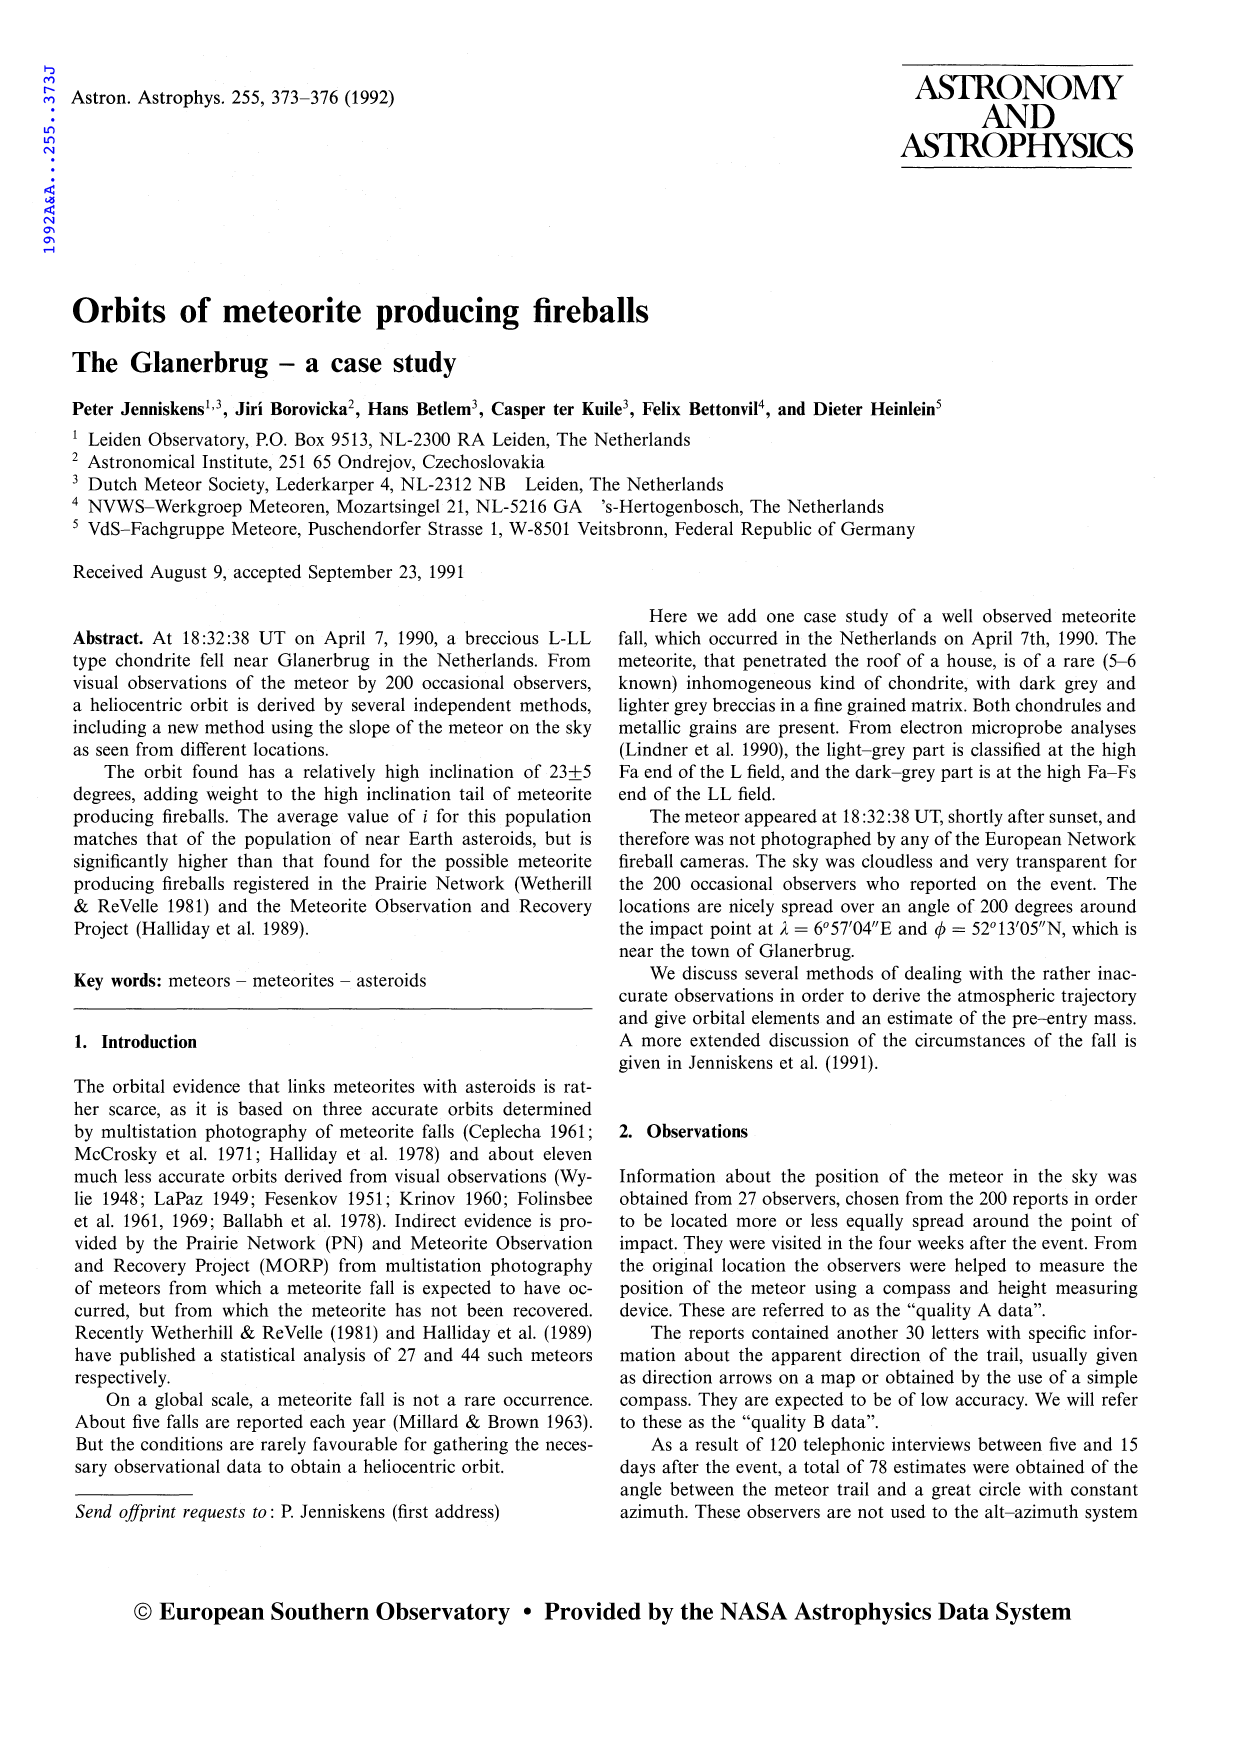 1992A&A...255..373J
Astron. Astrophys. 255, 373–376 (1992)
ASTRONOMY
AND
ASTROPHYSICS
Orbits of meteorite producing fireballs
The Glanerbrug – a case study
Peter Jenniskens1,3, Jirí Borovicka2, Hans Betlem3, Casper ter Kuile3, Felix Bettonvil4, and Dieter Heinlein5
1 Leiden Observatory, P.O. Box 9513, NL-2300 RA Leiden, The Netherlands
2 Astronomical Institute, 251 65 Ondrejov, Czechoslovakia
3 Dutch Meteor Society, Lederkarper 4, NL-2312 NB Leiden, The Netherlands
4 NVWS–Werkgroep Meteoren, Mozartsingel 21, NL-5216 GA 's-Hertogenbosch, The Netherlands
5 VdS–Fachgruppe Meteore, Puschendorfer Strasse 1, W-8501 Veitsbronn, Federal Republic of Germany
Received August 9, accepted September 23, 1991
Abstract. At 18:32:38 UT on April 7, 1990, a breccious L-LL
type chondrite fell near Glanerbrug in the Netherlands. From
visual observations of the meteor by 200 occasional observers,
a heliocentric orbit is derived by several independent methods,
including a new method using the slope of the meteor on the sky
as seen from different locations.
The orbit found has a relatively high inclination of 23±5
degrees, adding weight to the high inclination tail of meteorite
producing fireballs. The average value of i for this population
matches that of the population of near Earth asteroids, but is
significantly higher than that found for the possible meteorite
producing fireballs registered in the Prairie Network (Wetherill
& ReVelle 1981) and the Meteorite Observation and Recovery
Project (Halliday et al. 1989).
Key words: meteors – meteorites – asteroids
1. Introduction
The orbital evidence that links meteorites with asteroids is rat-
her scarce, as it is based on three accurate orbits determined
by multistation photography of meteorite falls (Ceplecha 1961;
McCrosky et al. 1971; Halliday et al. 1978) and about eleven
much less accurate orbits derived from visual observations (Wy-
lie 1948; LaPaz 1949; Fesenkov 1951; Krinov 1960; Folinsbee
et al. 1961, 1969; Ballabh et al. 1978). Indirect evidence is pro-
vided by the Prairie Network (PN) and Meteorite Observation
and Recovery Project (MORP) from multistation photography
of meteors from which a meteorite fall is expected to have oc-
curred, but from which the meteorite has not been recovered.
Recently Wetherhill & ReVelle (1981) and Halliday et al. (1989)
have published a statistical analysis of 27 and 44 such meteors
respectively.
On a global scale, a meteorite fall is not a rare occurrence.
About five falls are reported each year (Millard & Brown 1963).
But the conditions are rarely favourable for gathering the neces-
sary observational data to obtain a heliocentric orbit.
Send offprint requests to: P. Jenniskens (first address)
Here we add one case study of a well observed meteorite
fall, which occurred in the Netherlands on April 7th, 1990. The
meteorite, that penetrated the roof of a house, is of a rare (5–6
known) inhomogeneous kind of chondrite, with dark grey and
lighter grey breccias in a fine grained matrix. Both chondrules and
metallic grains are present. From electron microprobe analyses
(Lindner et al. 1990), the light–grey part is classified at the high
Fa end of the L field, and the dark–grey part is at the high Fa–Fs
end of the LL field.
The meteor appeared at 18:32:38 UT, shortly after sunset, and
therefore was not photographed by any of the European Network
fireball cameras. The sky was cloudless and very transparent for
the 200 occasional observers who reported on the event. The
locations are nicely spread over an angle of 200 degrees around
the impact point at λ = 6°57′04″E and ϕ = 52°13′05″N, which is
near the town of Glanerbrug.
We discuss several methods of dealing with the rather inac-
curate observations in order to derive the atmospheric trajectory
and give orbital elements and an estimate of the pre–entry mass.
A more extended discussion of the circumstances of the fall is
given in Jenniskens et al. (1991).
2. Observations
Information about the position of the meteor in the sky was
obtained from 27 observers, chosen from the 200 reports in order
to be located more or less equally spread around the point of
impact. They were visited in the four weeks after the event. From
the original location the observers were helped to measure the
position of the meteor using a compass and height measuring
device. These are referred to as the “quality A data”.
The reports contained another 30 letters with specific infor-
mation about the apparent direction of the trail, usually given
as direction arrows on a map or obtained by the use of a simple
compass. They are expected to be of low accuracy. We will refer
to these as the “quality B data”.
As a result of 120 telephonic interviews between five and 15
days after the event, a total of 78 estimates were obtained of the
angle between the meteor trail and a great circle with constant
azimuth. These observers are not used to the alt–azimuth system
© European Southern Observatory • Provided by the NASA Astrophysics Data System